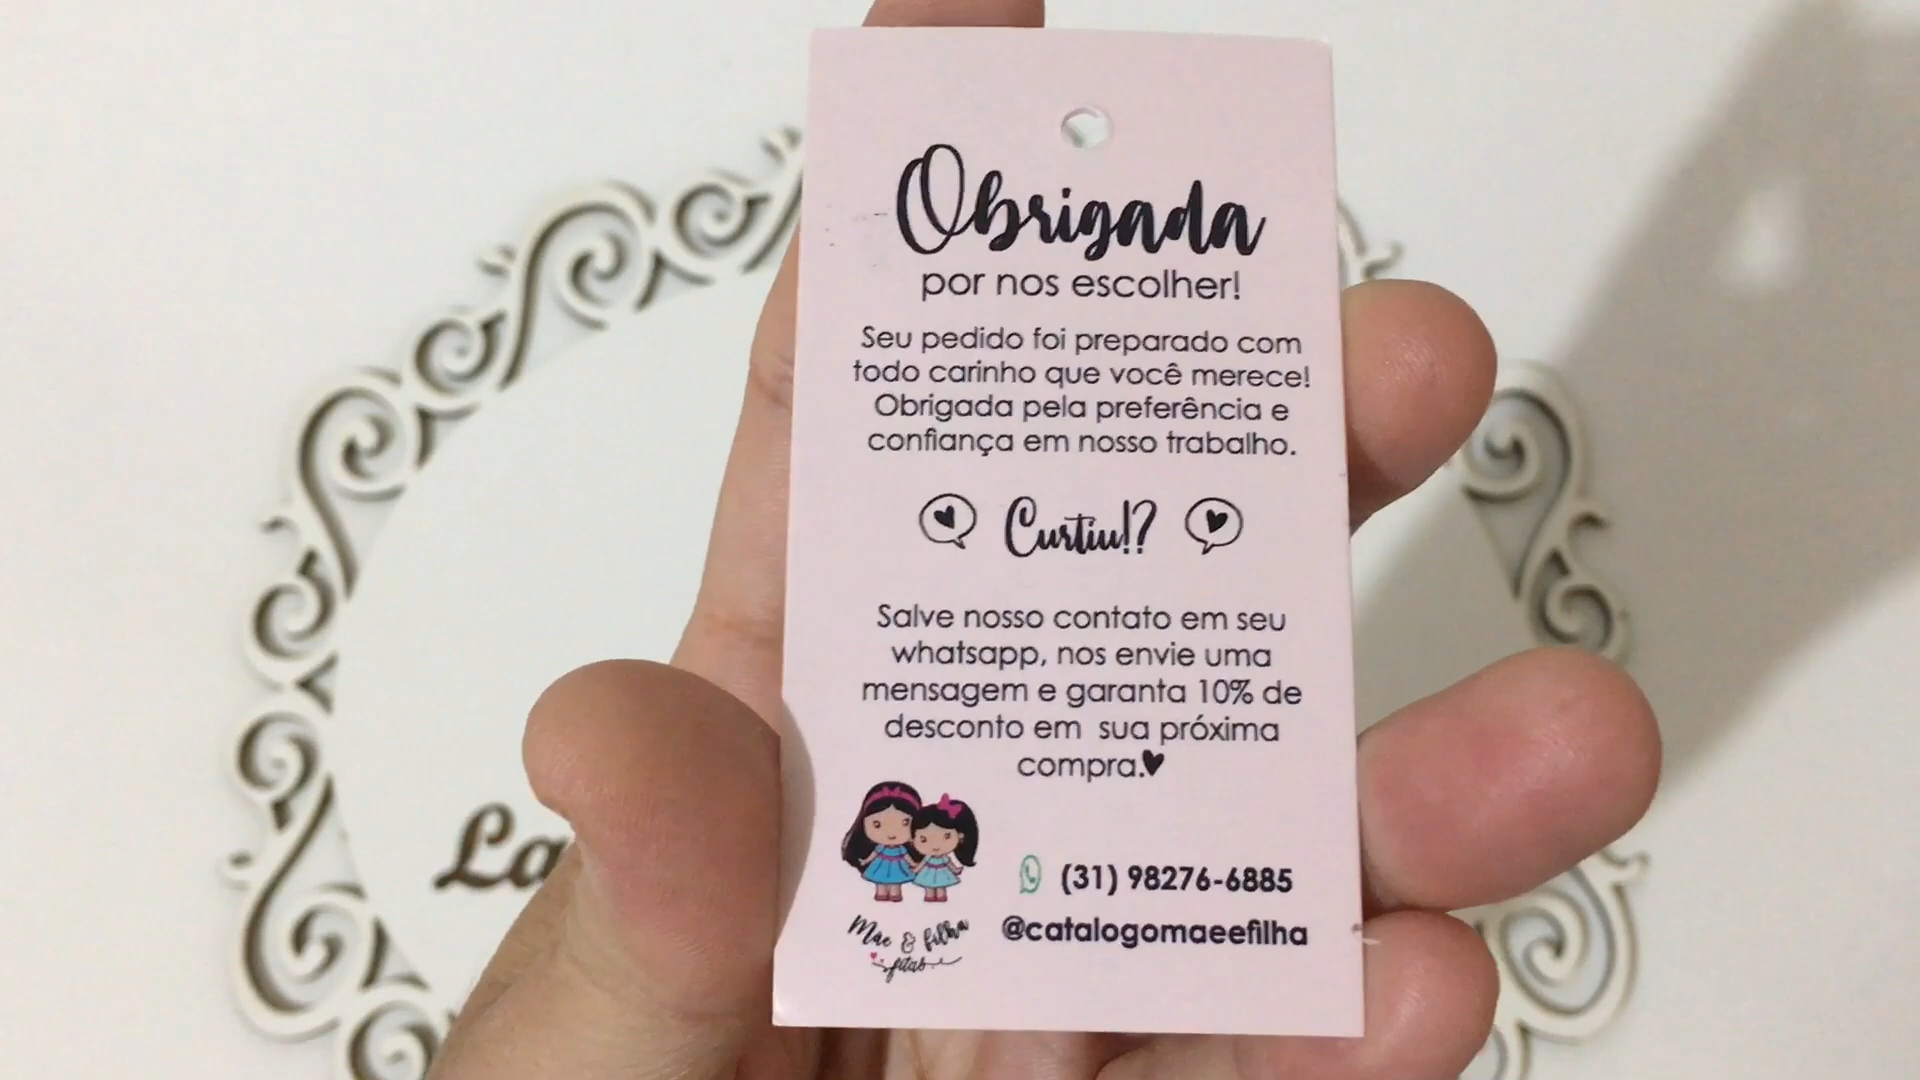 Obrigada
por nos escolher!
Seu pedido foi preparado com
todo carinho que você merece!
Obrigada pela preferência e
confiança em nosso trabalho.
Curtiu!?
Salve nosso contato em seu
whatsapp, nos envie uma
mensagem e garanta 10% de
desconto em sua próxima
compra.♥
(31) 98276-6885
@catalogomaeefilha
Mãe & filha
fitas
La